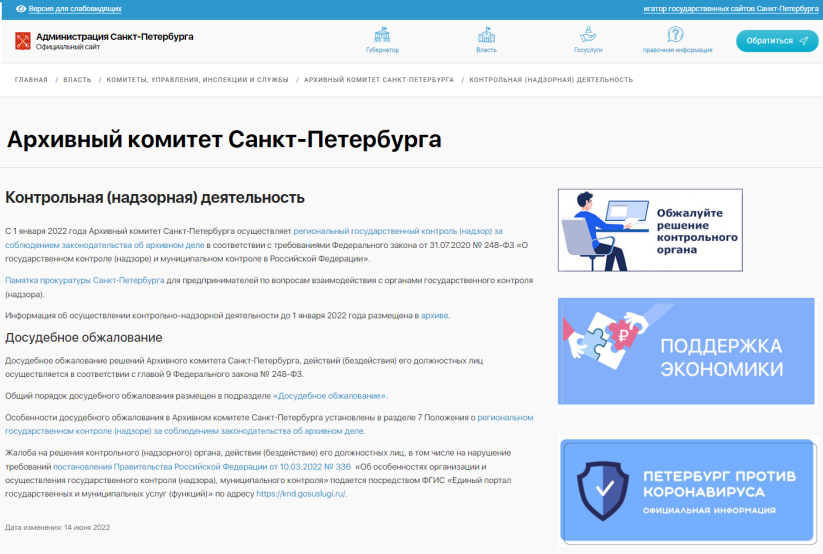 Версия для слабовидящих
игатор государственных сайтов Санкт-Петербурга
Администрация Санкт-Петербурга
Официальный сайт
Губернатор
Власть
Госуслуги
правочная информация
Обратиться
ГЛАВНАЯ / ВЛАСТЬ / КОМИТЕТЫ, УПРАВЛЕНИЯ, ИНСПЕКЦИИ И СЛУЖБЫ / АРХИВНЫЙ КОМИТЕТ САНКТ-ПЕТЕРБУРГА / КОНТРОЛЬНАЯ (НАДЗОРНАЯ) ДЕЯТЕЛЬНОСТЬ
Архивный комитет Санкт-Петербурга
Контрольная (надзорная) деятельность
С 1 января 2022 года Архивный комитет Санкт-Петербурга осуществляет региональный государственный контроль (надзор) за
соблюдением законодательства об архивном деле в соответствии с требованиями Федерального закона от 31.07.2020 № 248-ФЗ «О
государственном контроле (надзоре) и муниципальном контроле в Российской Федерации».
Памятка прокуратуры Санкт-Петербурга для предпринимателей по вопросам взаимодействия с органами государственного контроля
(надзора).
Информация об осуществлении контрольно-надзорной деятельности до 1 января 2022 года размещена в архиве.
Досудебное обжалование
Досудебное обжалование решений Архивного комитета Санкт-Петербурга, действий (бездействия) его должностных лиц
осуществляется в соответствии с главой 9 Федерального закона № 248-ФЗ.
Общий порядок досудебного обжалования размещен в подразделе «Досудебное обжалование».
Особенности досудебного обжалования в Архивном комитете Санкт-Петербурга установлены в разделе 7 Положения о региональном
государственном контроле (надзоре) за соблюдением законодательства об архивном деле.
Жалоба на решения контрольного (надзорного) органа, действия (бездействие) его должностных лиц, в том числе на нарушение
требований постановления Правительства Российской Федерации от 10.03.2022 № 336 «Об особенностях организации и
осуществления государственного контроля (надзора), муниципального контроля» подается посредством ФГИС «Единый портал
государственных и муниципальных услуг (функций)» по адресу https://knd.gosuslugi.ru/.
Дата изменения: 14 июня 2022
Обжалуйте
решение
контрольного
органа
ПОДДЕРЖКА
ЭКОНОМИКИ
ПЕТЕРБУРГ ПРОТИВ
КОРОНАВИРУСА
ОФИЦИАЛЬНАЯ ИНФОРМАЦИЯ